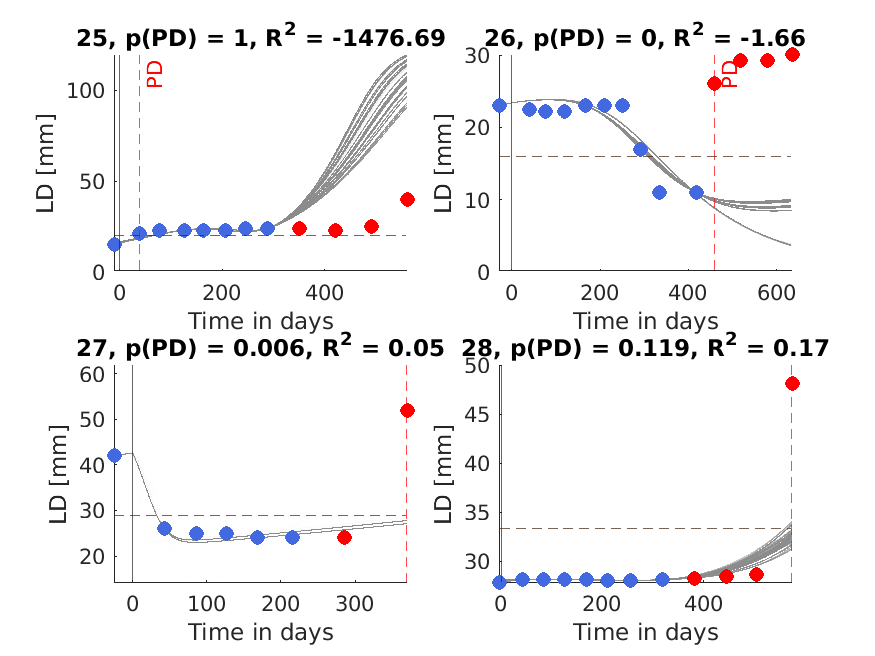 25, p(PD) = 1, R² = -1476.69
PD
LD [mm]
100
50
0
0 200 400
Time in days
26, p(PD) = 0, R² = -1.66
PD
LD [mm]
30
20
10
0
0 200 400 600
Time in days
27, p(PD) = 0.006, R² = 0.05
LD [mm]
60
50
40
30
20
0 100 200 300
Time in days
28, p(PD) = 0.119, R² = 0.17
LD [mm]
50
45
40
35
30
0 200 400
Time in days